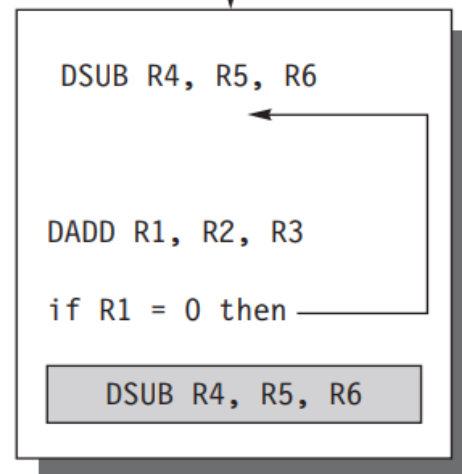 DSUB R4, R5, R6
DADD R1, R2, R3
if R1 = 0 then
DSUB R4, R5, R6